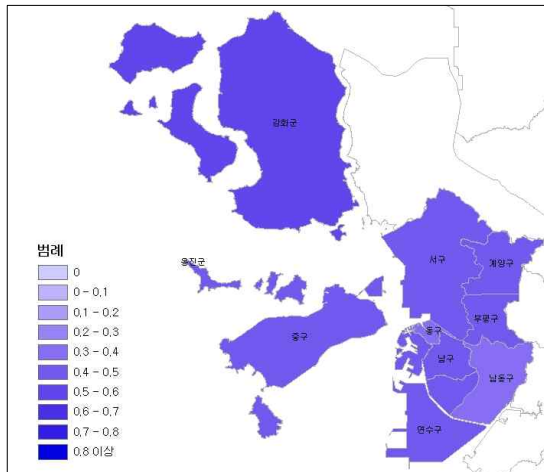 강화군
옹진군
서구
계양구
부평구
중구
동구
남구
남동구
연수구
범례
0
0 - 0,1
0,1 - 0,2
0,2 - 0,3
0,3 - 0,4
0,4 - 0,5
0,5 - 0,6
0,6 - 0,7
0,7 - 0,8
0,8 이상